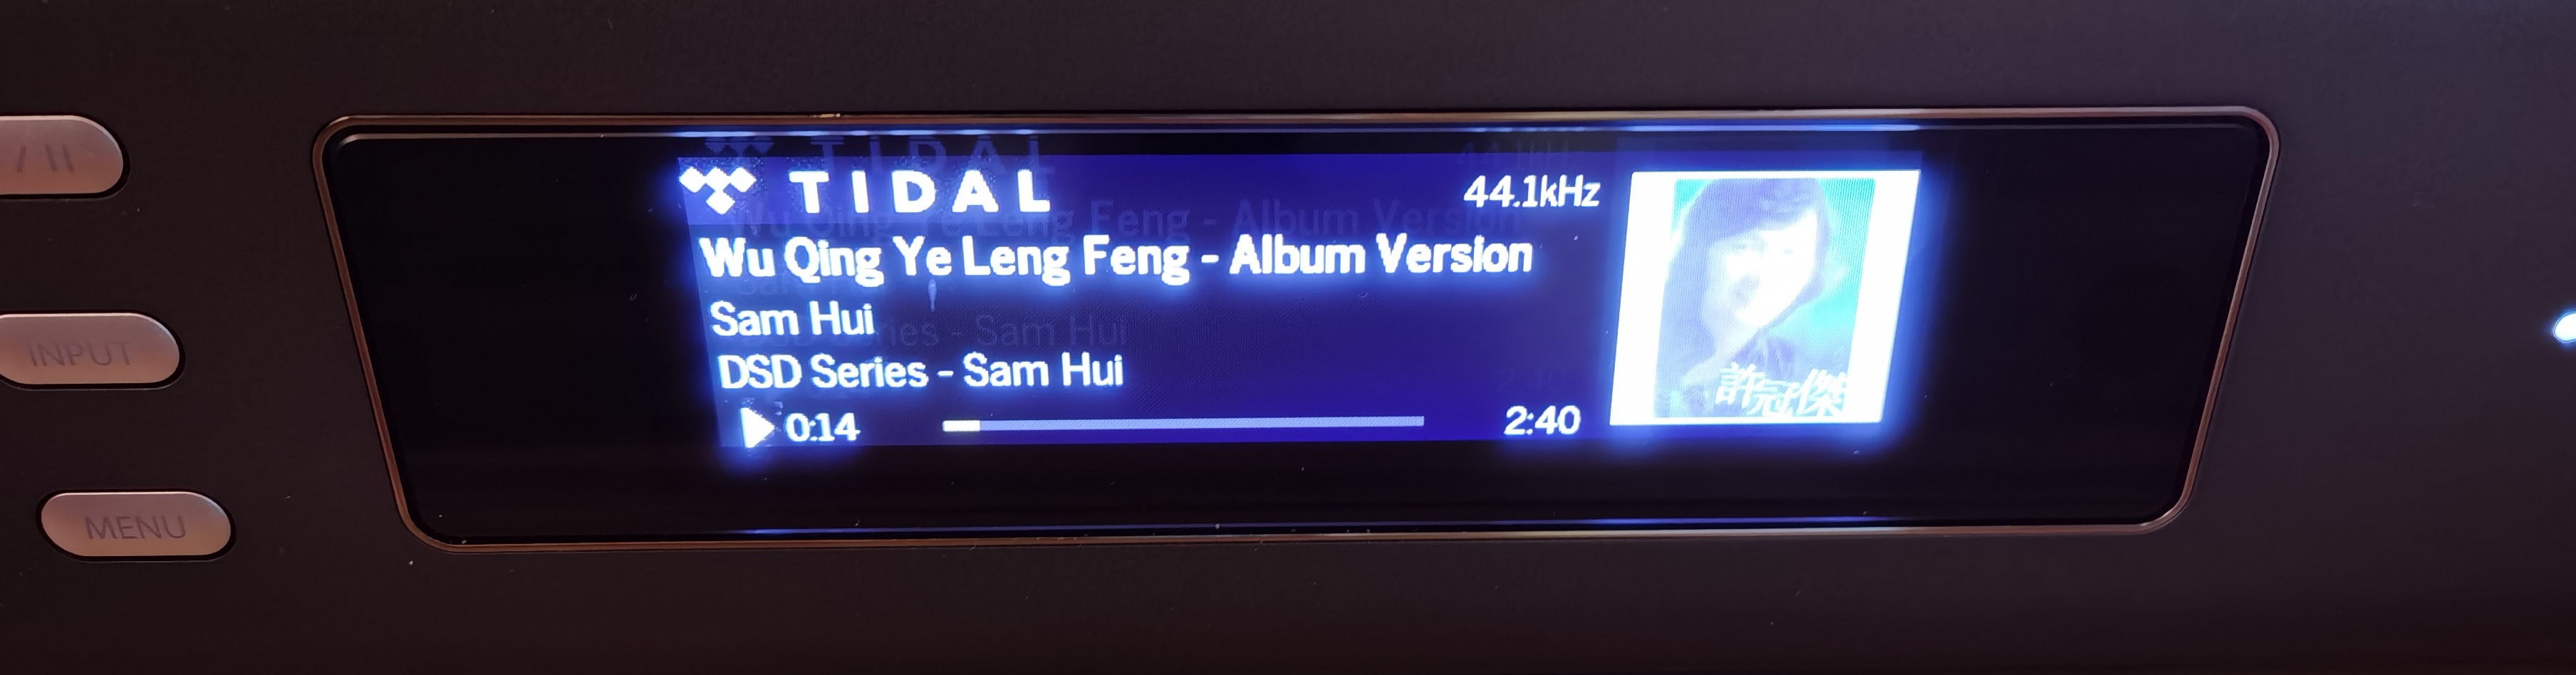 TIDAL
44.1kHz
Wu Qing Ye Leng Feng - Album Version
Sam Hui
DSD Series - Sam Hui
0:14
2:40
許冠傑
/ II
INPUT
MENU